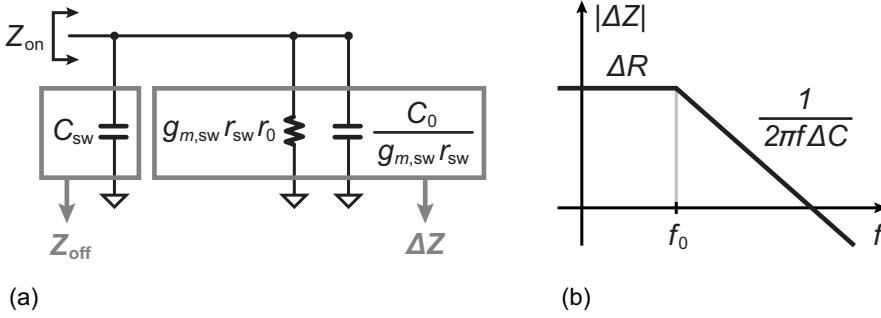 Z_on
C_sw
g_m,sw r_sw r_0
C_0
g_m,sw r_sw
Z_off
ΔZ
(a)
|ΔZ|
ΔR
1
2πfΔC
f_0
f
(b)